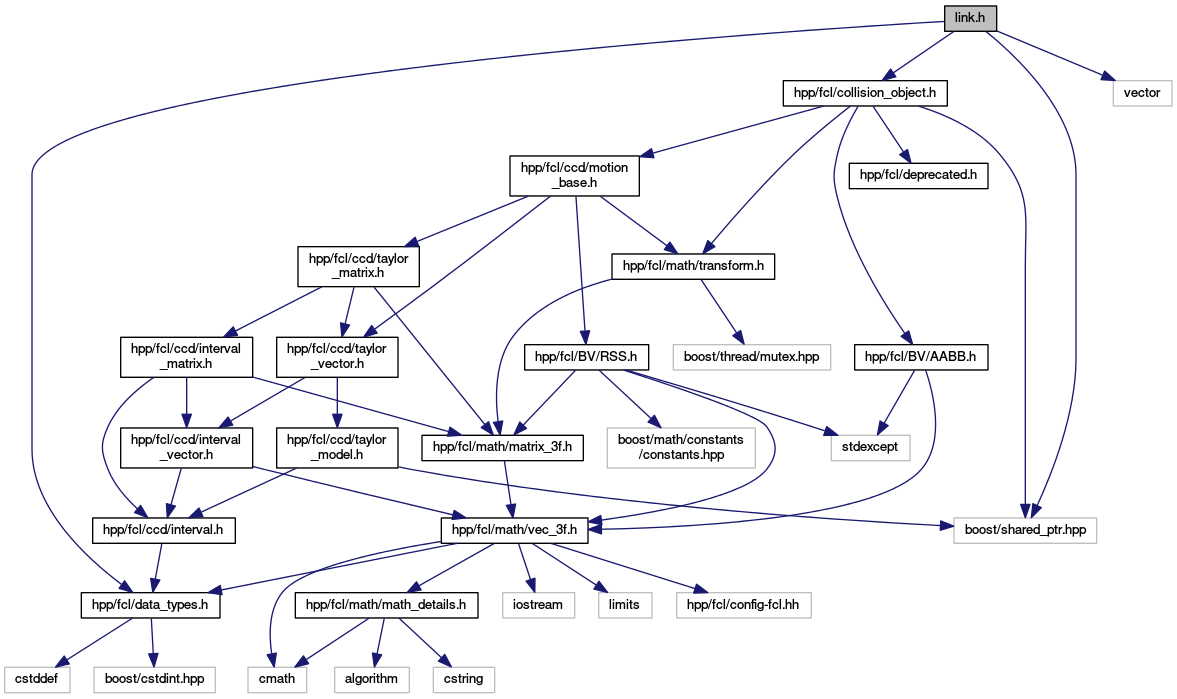 link.h
hpp/fcl/collision_object.h
vector
hpp/fcl/ccd/motion
_base.h
hpp/fcl/deprecated.h
hpp/fcl/ccd/taylor
_matrix.h
hpp/fcl/math/transform.h
hpp/fcl/ccd/interval
_matrix.h
hpp/fcl/ccd/taylor
_vector.h
hpp/fcl/BV/RSS.h
boost/thread/mutex.hpp
hpp/fcl/BV/AABB.h
hpp/fcl/ccd/interval
_vector.h
hpp/fcl/ccd/taylor
_model.h
hpp/fcl/math/matrix_3f.h
boost/math/constants
/constants.hpp
stdexcept
hpp/fcl/ccd/interval.h
hpp/fcl/math/vec_3f.h
boost/shared_ptr.hpp
hpp/fcl/data_types.h
hpp/fcl/math/math_details.h
iostream
limits
hpp/fcl/config-fcl.hh
cstddef
boost/cstdint.hpp
cmath
algorithm
cstring